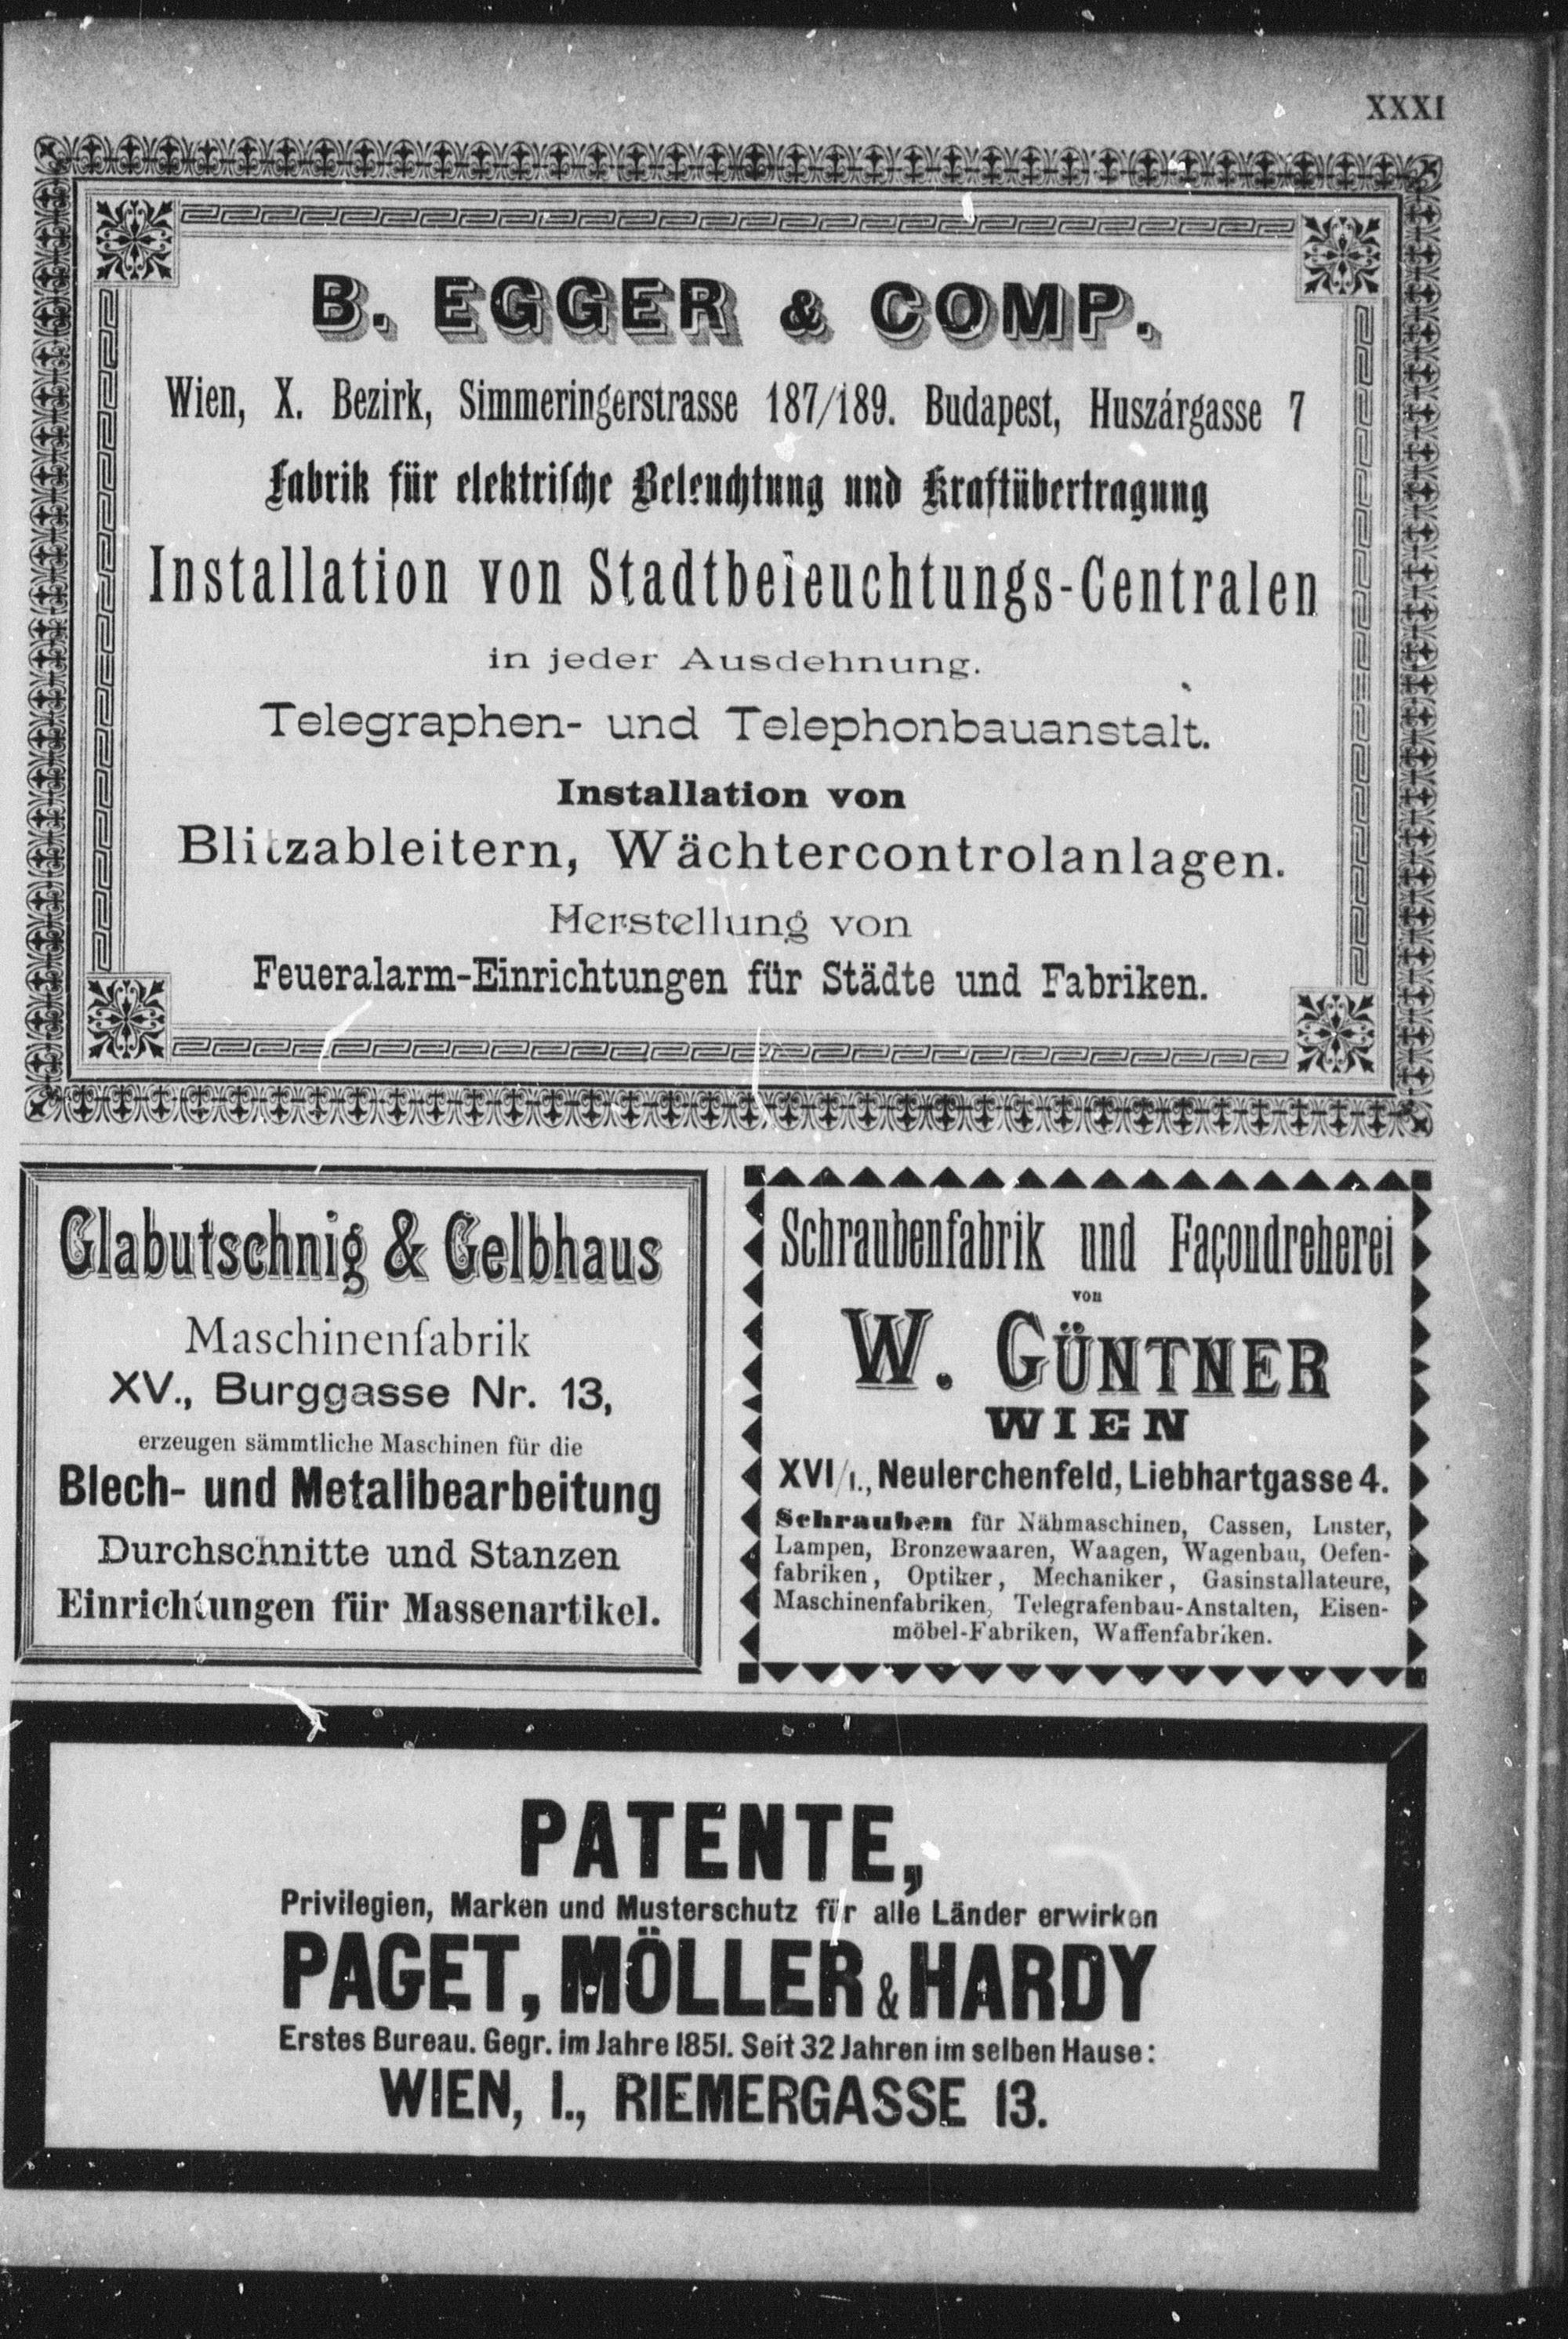 XXXI
B. EGGER & COMP.
Wien, X. Bezirk, Simmeringerstrasse 187/189. Budapest, Huszárgasse 7
Fabrik für elektrische Beleuchtung und Kraftübertragung
Installation von Stadtbeleuchtungs-Centralen
in jeder Ausdehnung.
Telegraphen- und Telephonbauanstalt.
Installation von
Blitzableitern, Wächtercontrolanlagen.
Herstellung von
Feueralarm-Einrichtungen für Städte und Fabriken.
Glabutschnig & Gelbhaus
Maschinenfabrik
XV., Burggasse Nr. 13,
erzeugen sämmtliche Maschinen für die
Blech- und Metallbearbeitung
Durchschnitte und Stanzen
Einrichtungen für Massenartikel.
Schraubenfabrik und Façondreherei
von
W. GÜNTNER
WIEN
XVI/1., Neulerchenfeld, Liebhartgasse 4.
Schrauben für Nähmaschinen, Cassen, Luster,
Lampen, Bronzewaaren, Waagen, Wagenbau, Oefen-
fabriken, Optiker, Mechaniker, Gasinstallateure,
Maschinenfabriken, Telegrafenbau-Anstalten, Eisen-
möbel-Fabriken, Waffenfabriken.
PATENTE,
Privilegien, Marken und Musterschutz für alle Länder erwirken
PAGET, MÖLLER & HARDY
Erstes Bureau. Gegr. im Jahre 1851. Seit 32 Jahren im selben Hause:
WIEN, I., RIEMERGASSE 13.